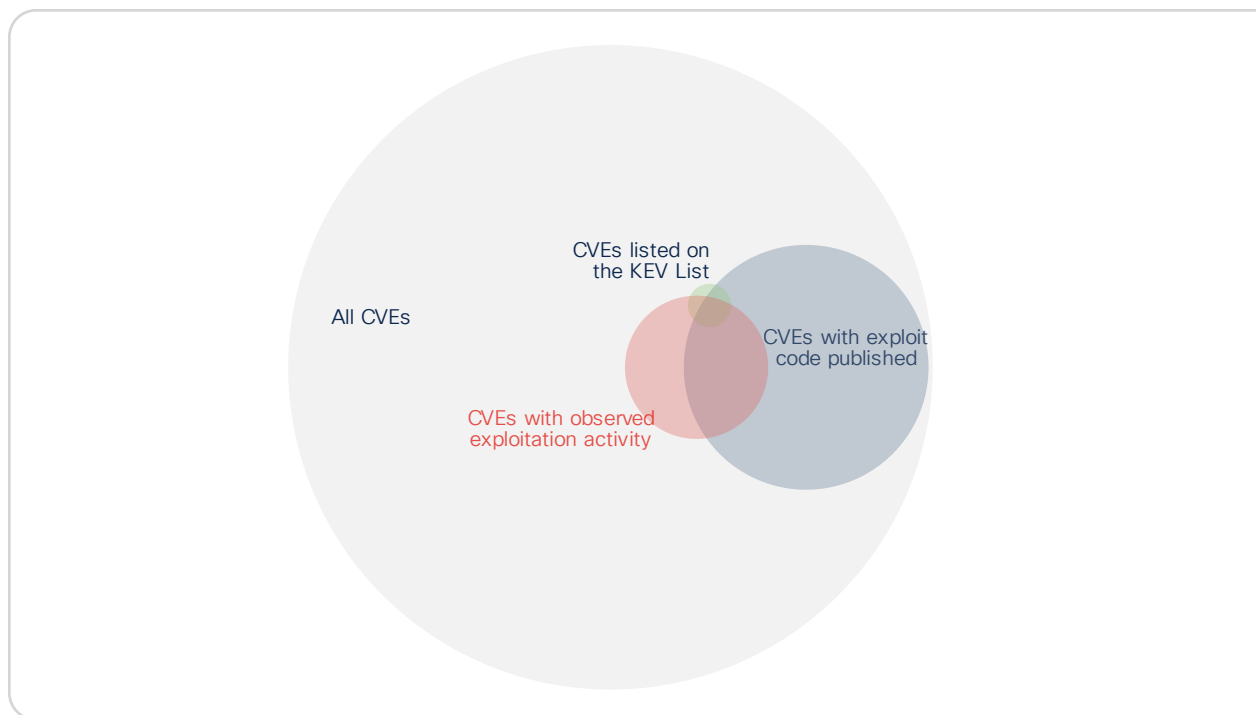 CVEs listed on
the KEV List
All CVEs
CVEs with exploit
code published
CVEs with observed
exploitation activity